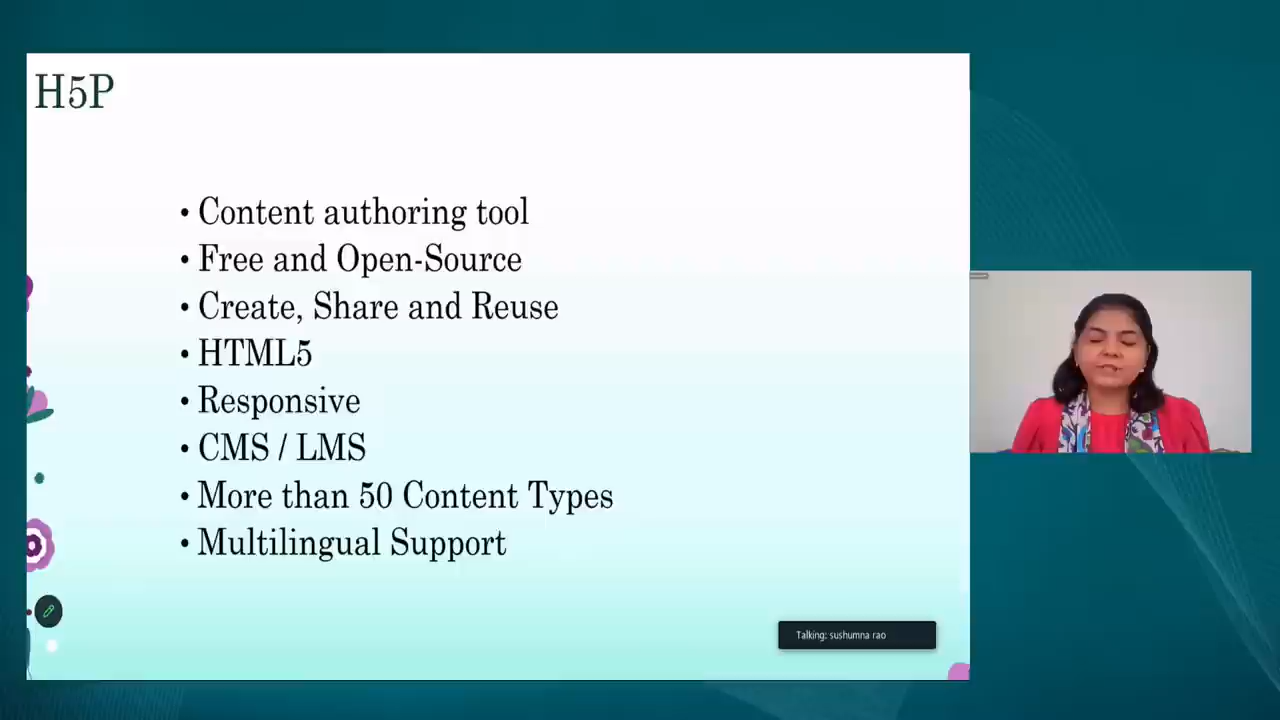 H5P
• Content authoring tool
• Free and Open-Source
• Create, Share and Reuse
• HTML5
• Responsive
• CMS / LMS
• More than 50 Content Types
• Multilingual Support
Talking: sushumna rao